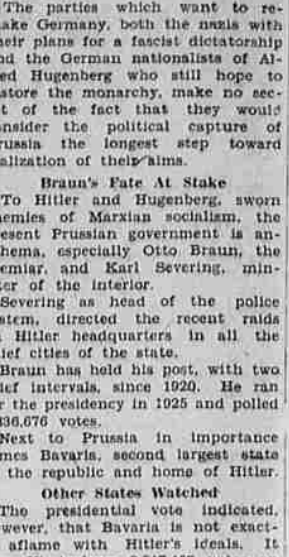 The parties which want to re-
ake Germany, both the nazis with
eir plans for a fascist dictatorship
nd the German nationalists of Al-
ed Hugenberg who still hope to
store the monarchy, make no sec-
t of the fact that they would
nsider the political capture of
russia the longest step toward
alization of their aims.
Braun's Fate At Stake
To Hitler and Hugenberg, sworn
emies of Marxian socialism, the
esent Prussian government is an-
hema, especially Otto Braun, the
emiar, and Karl Severing, min-
ter of the interior.
Severing as head of the police
stem, directed the recent raids
Hitler headquarters in all the
ief cities of the state.
Braun has held his post, with two
ief intervals, since 1920. He ran
r the presidency in 1925 and polled
836,676 votes.
Next to Prussia in importance
mes Bavaria, second largest state
the republic and home of Hitler.
Other States Watched
The presidential vote indicated,
wever, that Bavaria is not exact-
aflame with Hitler's ideals. It